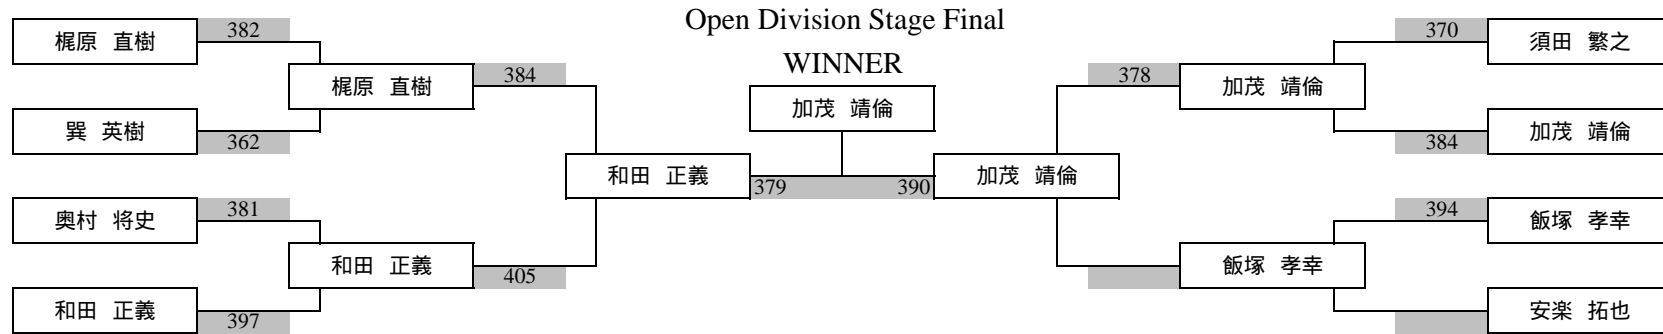 Open Division Stage Final
WINNER
加茂 靖倫
梶原 直樹
382
巽 英樹
362
奥村 将史
381
和田 正義
397
梶原 直樹
384
和田 正義
405
和田 正義
379
390
加茂 靖倫
378
加茂 靖倫
飯塚 孝幸
370
須田 繁之
384
加茂 靖倫
394
飯塚 孝幸
安楽 拓也